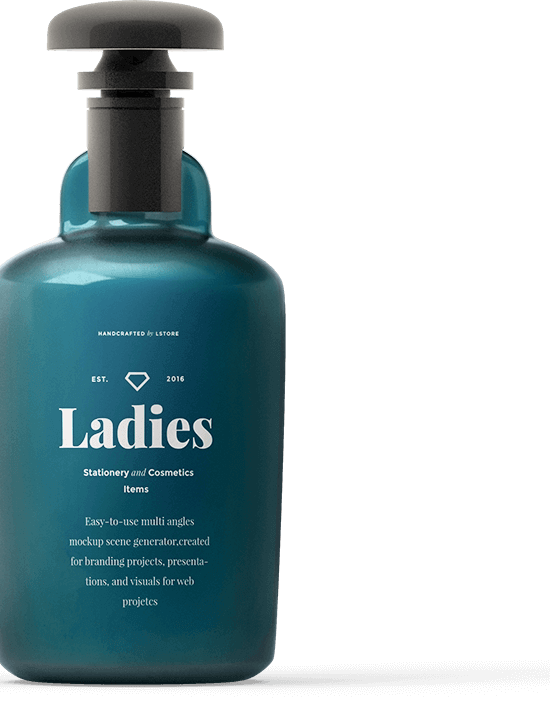 HANDCRAFTED by LSTORE
EST. 2016
Ladies
Stationery and Cosmetics
Items
Easy-to-use multi angles
mockup scene generator,created
for branding projects, presenta-
tions, and visuals for web
projetcs